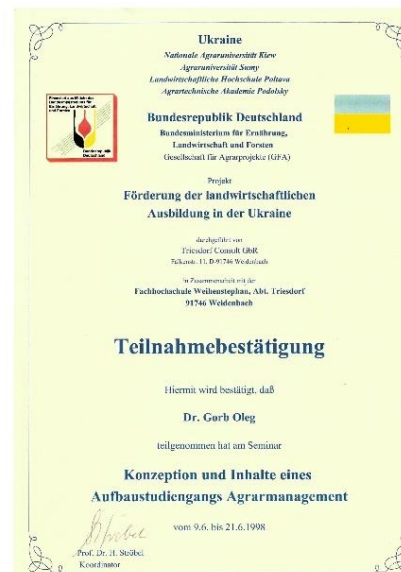 Ukraine
Nationale Agraruniversität Kiew
Agraruniversität Sumy
Landwirtschaftliche Hochschule Poltava
Agrartechnische Akademie Podolsky
Bundesrepublik Deutschland
Bundesministerium für Ernährung,
Landwirtschaft und Forsten
Gesellschaft für Agrarprojekte (GFA)
Bundesrepublik
Deutschland
Projekt
Förderung der landwirtschaftlichen
Ausbildung in der Ukraine
durchgeführt von
Triesdorf Consult GbR
Falkenstr. 11, D-91746 Weidenbach
in Zusammenarbeit mit der
Fachhochschule Weihenstephan, Abt. Triesdorf
91746 Weidenbach
Teilnahmebestätigung
Hiermit wird bestätigt, daß
Dr. Gorb Oleg
teilgenommen hat am Seminar
Konzeption und Inhalte eines
Aufbaustudiengangs Agrarmanagement
vom 9.6. bis 21.6.1998
Prof. Dr. H. Ströbel
Koordinator